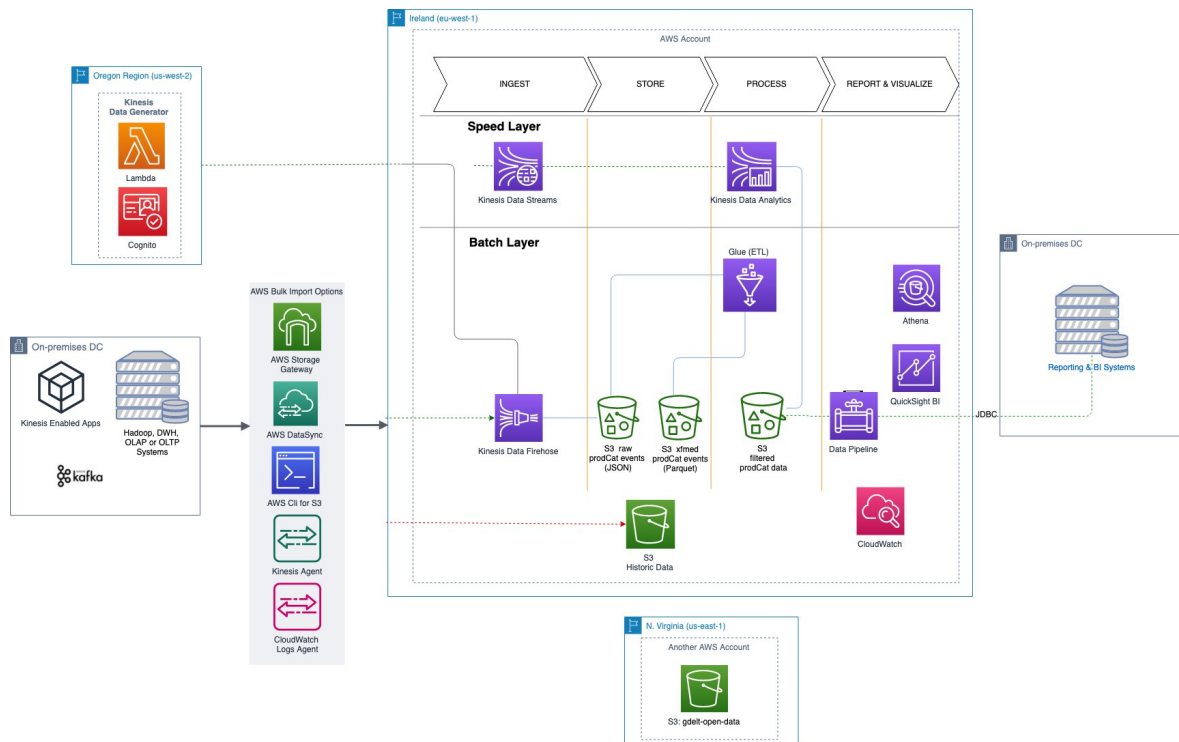 Ireland (eu-west-1)
AWS Account
INGEST
STORE
PROCESS
REPORT & VISUALIZE
Oregon Region (us-west-2)
Kinesis
Data Generator
Lambda
Cognito
Speed Layer
Kinesis Data Streams
Kinesis Data Analytics
Batch Layer
Glue (ETL)
Athena
QuickSight BI
Kinesis Data Firehose
S3 raw
prodCat events
(JSON)
S3 xfmed
prodCat events
(Parquet)
S3
filtered
prodCat data
Data Pipeline
JDBC
S3
Historic Data
CloudWatch
On-premises DC
Reporting & BI Systems
AWS Bulk Import Options
AWS Storage
Gateway
AWS DataSync
AWS Cli for S3
Kinesis Agent
CloudWatch
Logs Agent
On-premises DC
Kinesis Enabled Apps
Hadoop, DWH,
OLAP or OLTP
Systems
kafka
N. Virginia (us-east-1)
Another AWS Account
S3: gdelt-open-data